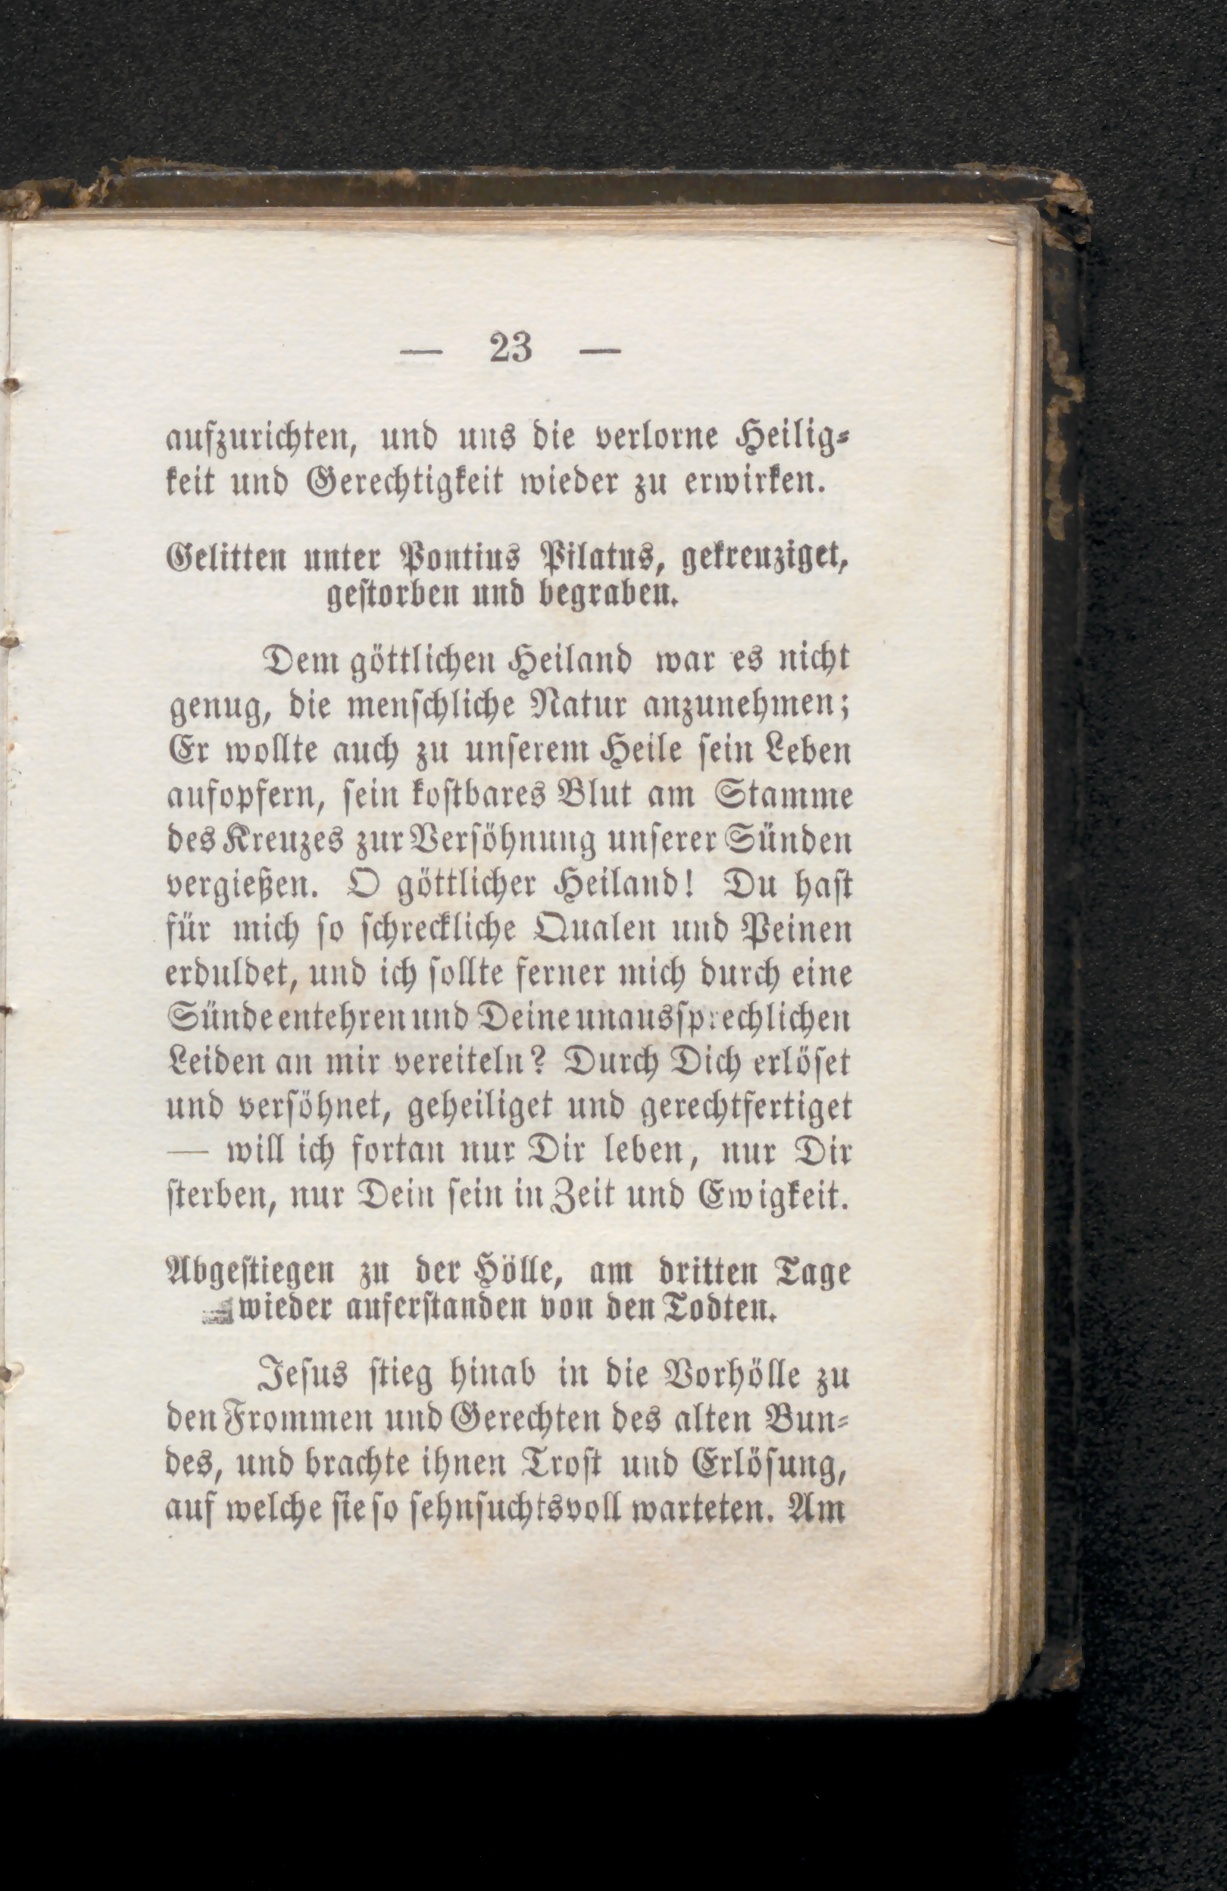 — 23 —
aufzurichten, und uns die verlorne Heilig-
keit und Gerechtigkeit wieder zu erwirken.
Gelitten unter Pontius Pilatus, gekreuziget,
gestorben und begraben.
Dem göttlichen Heiland war es nicht
genug, die menschliche Natur anzunehmen;
Er wollte auch zu unserem Heile sein Leben
aufopfern, sein kostbares Blut am Stamme
des Kreuzes zur Versöhnung unserer Sünden
vergießen. O göttlicher Heiland! Du hast
für mich so schreckliche Qualen und Peinen
erduldet, und ich sollte ferner mich durch eine
Sünde entehren und Deine unaussprechlichen
Leiden an mir vereiteln? Durch Dich erlöset
und versöhnet, geheiliget und gerechtfertiget
— will ich fortan nur Dir leben, nur Dir
sterben, nur Dein sein in Zeit und Ewigkeit.
Abgestiegen zu der Hölle, am dritten Tage
wieder auferstanden von den Todten.
Jesus stieg hinab in die Vorhölle zu
den Frommen und Gerechten des alten Bun-
des, und brachte ihnen Trost und Erlösung,
auf welche sie so sehnsuchtsvoll warteten. Am